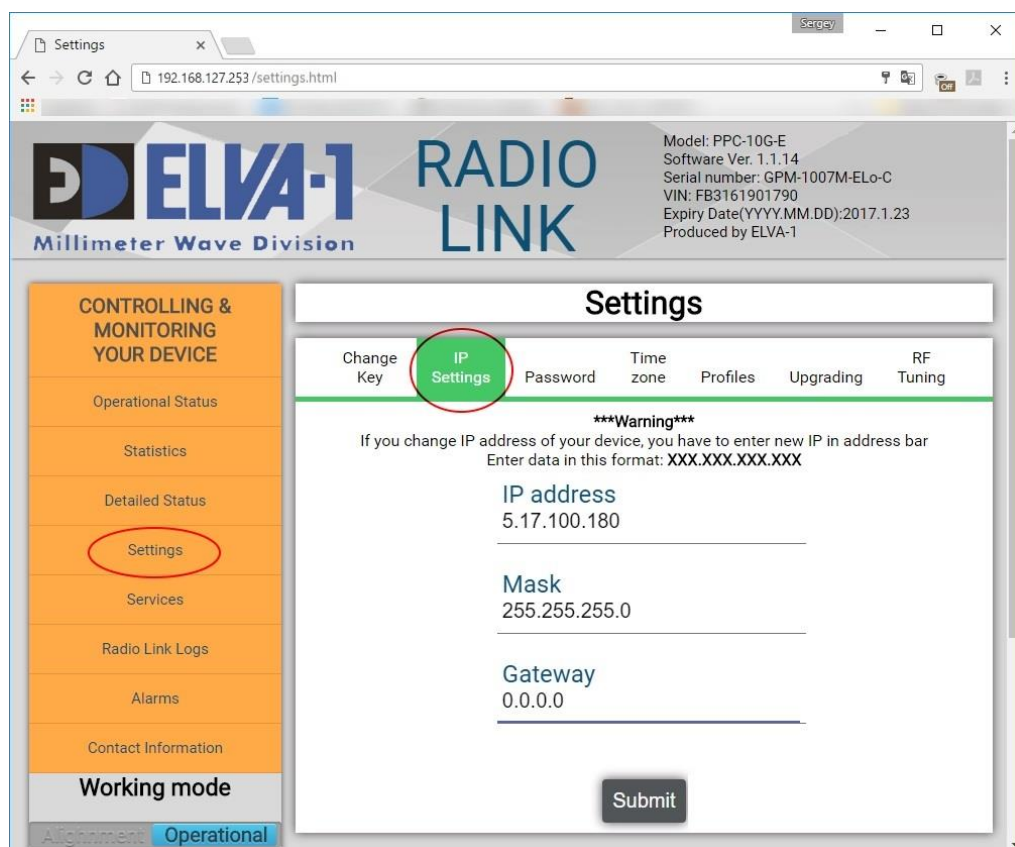 Sergey
Settings
192.168.127.253/settings.html
Off
ELVA-1
Millimeter Wave Division
RADIO
LINK
Model: PPC-10G-E
Software Ver. 1.1.14
Serial number: GPM-1007M-ELo-C
VIN: FB3161901790
Expiry Date(YYYY.MM.DD):2017.1.23
Produced by ELVA-1
CONTROLLING &
MONITORING
YOUR DEVICE
Operational Status
Statistics
Detailed Status
Settings
Services
Radio Link Logs
Alarms
Contact Information
Working mode
Alignment Operational
Settings
Change Key
IP Settings
Password
Time zone
Profiles
Upgrading
RF Tuning
***Warning***
If you change IP address of your device, you have to enter new IP in address bar
Enter data in this format: XXX.XXX.XXX.XXX
IP address
5.17.100.180
Mask
255.255.255.0
Gateway
0.0.0.0
Submit